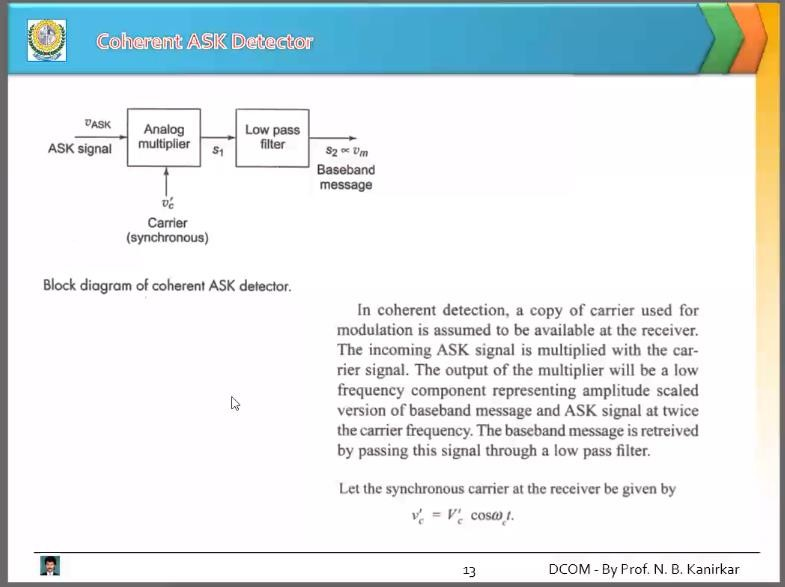 Coherent ASK Detector
vASK
ASK signal
Analog
multiplier
s1
Low pass
filter
s2 ∝ vm
Baseband
message
v′c
Carrier
(synchronous)
Block diagram of coherent ASK detector.
In coherent detection, a copy of carrier used for
modulation is assumed to be available at the receiver.
The incoming ASK signal is multiplied with the car-
rier signal. The output of the multiplier will be a low
frequency component representing amplitude scaled
version of baseband message and ASK signal at twice
the carrier frequency. The baseband message is retreived
by passing this signal through a low pass filter.
Let the synchronous carrier at the receiver be given by
v′c = V′c cosωct.
13
DCOM - By Prof. N. B. Kanirkar